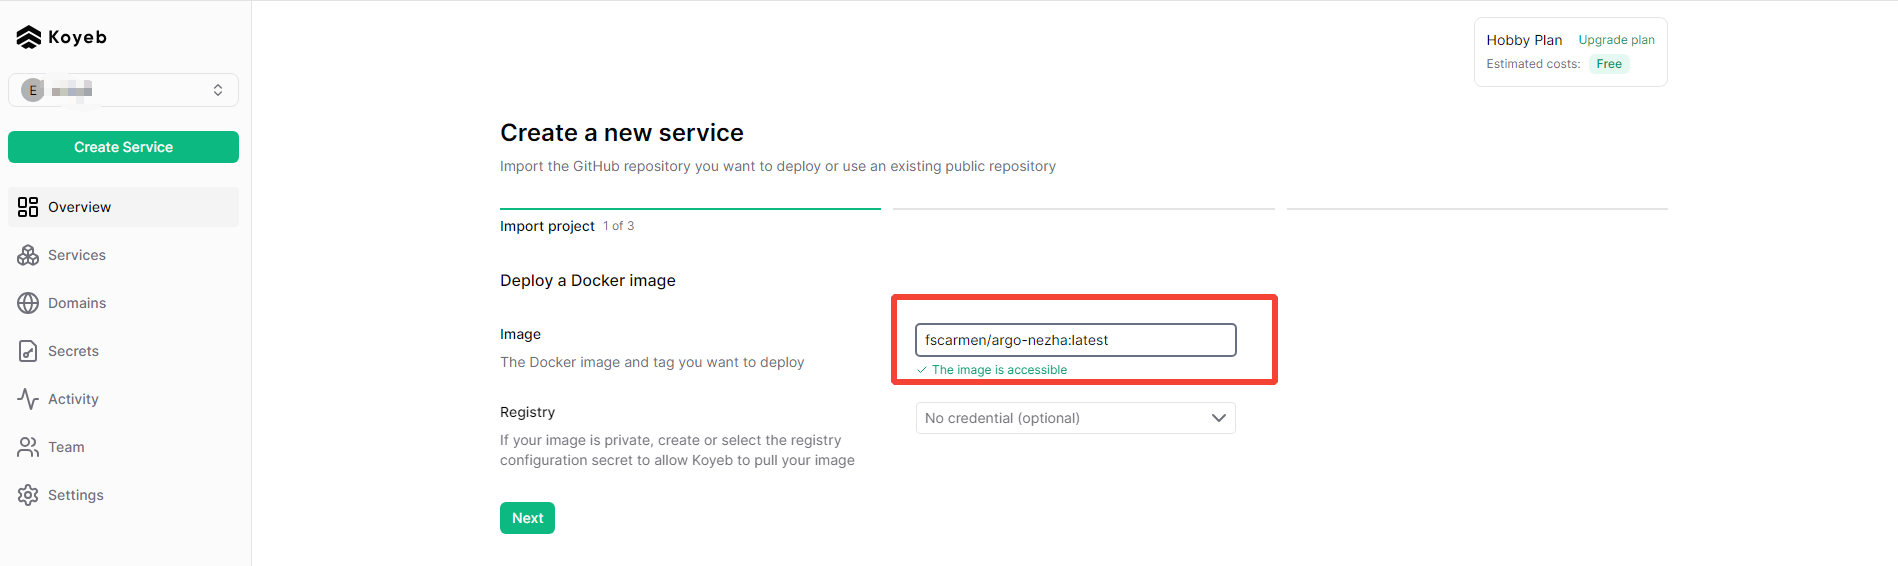 Koyeb
E
Create Service
Overview
Services
Domains
Secrets
Activity
Team
Settings
Hobby Plan Upgrade plan
Estimated costs: Free
Create a new service
Import the GitHub repository you want to deploy or use an existing public repository
Import project 1 of 3
Deploy a Docker image
Image
The Docker image and tag you want to deploy
fscarmen/argo-nezha:latest
The image is accessible
Registry
If your image is private, create or select the registry
configuration secret to allow Koyeb to pull your image
No credential (optional)
Next